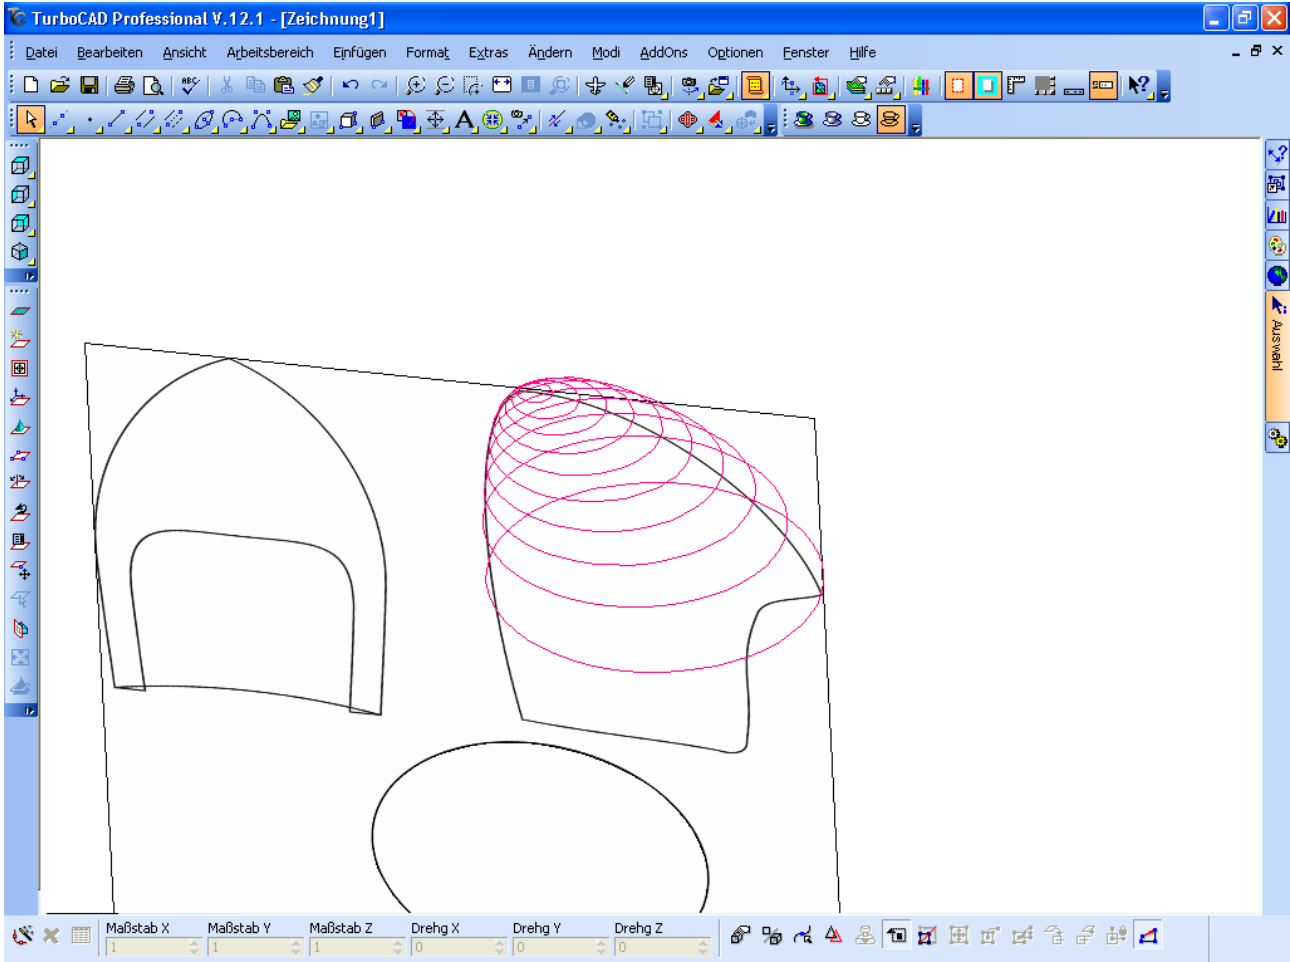 TurboCAD Professional V.12.1 - [Zeichnung1]
Datei Bearbeiten Ansicht Arbeitsbereich Einfügen Format Extras Ändern Modi AddOns Optionen Fenster Hilfe
ABC
A
Auswahl
Maßstab X Maßstab Y Maßstab Z Drehg X Drehg Y Drehg Z
1 1 1 0 0 0